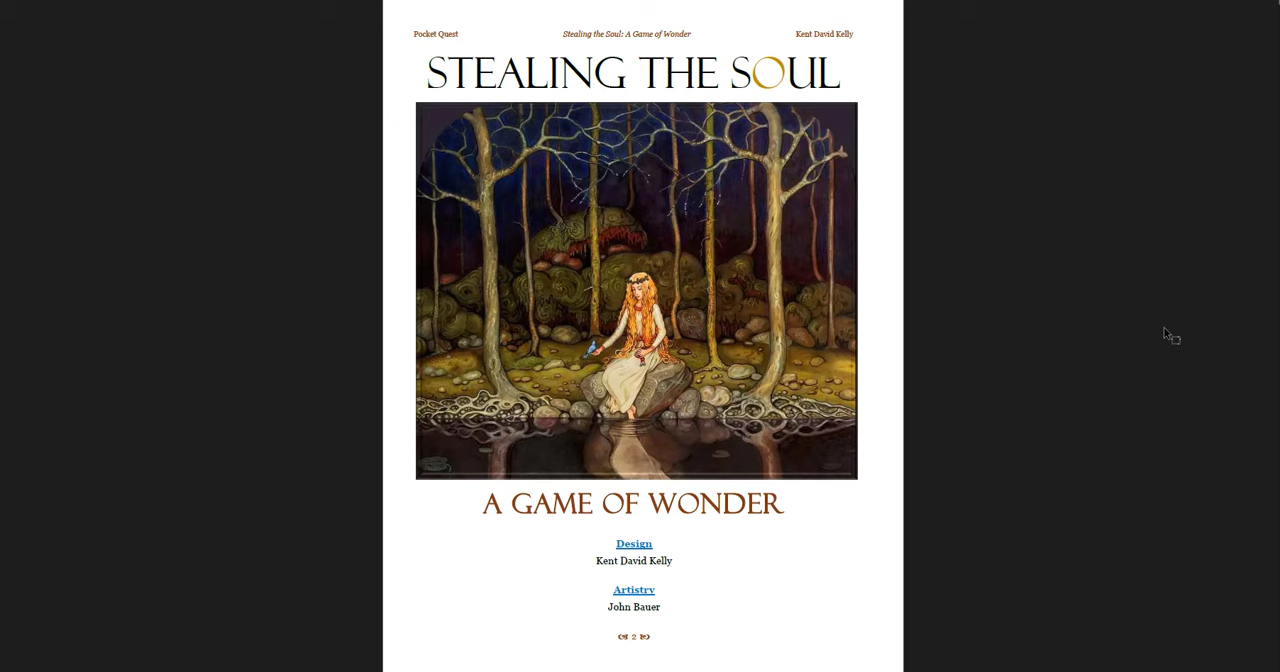 Pocket Quest Stealing the Soul: A Game of Wonder Kent David Kelly
STEALING THE SOUL
A GAME OF WONDER
Design
Kent David Kelly
Artistry
John Bauer
2